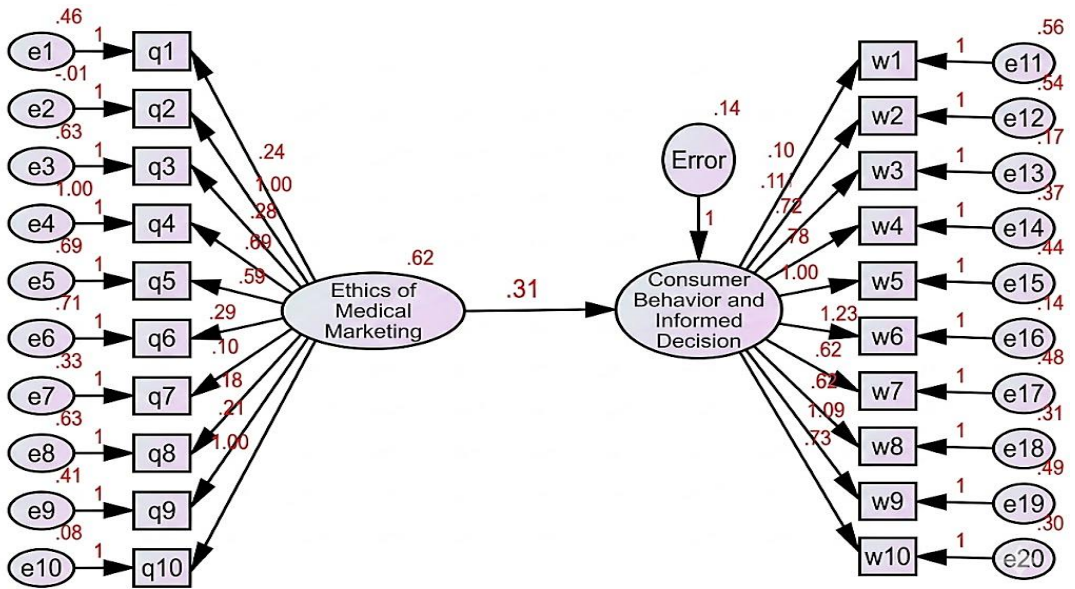 .46
e1 1 q1
-.01
e2 1 q2
.63
e3 1 q3
1.00
e4 1 q4
.69
e5 1 q5
.71
e6 1 q6
.33
e7 1 q7
.63
e8 1 q8
.41
e9 1 q9
.08
e10 1 q10
.24
1.00
.28
.69
.59
.29
.10
.18
.21
1.00
.62
Ethics of
Medical
Marketing
.31
.14
Error
1
Consumer
Behavior and
Informed
Decision
.10
.11
.72
.78
1.00
1.23
.62
.62
1.09
.73
.56
w1 1 e11
.54
w2 1 e12
.17
w3 1 e13
.37
w4 1 e14
.44
w5 1 e15
.14
w6 1 e16
.48
w7 1 e17
.31
w8 1 e18
.49
w9 1 e19
.30
w10 1 e20